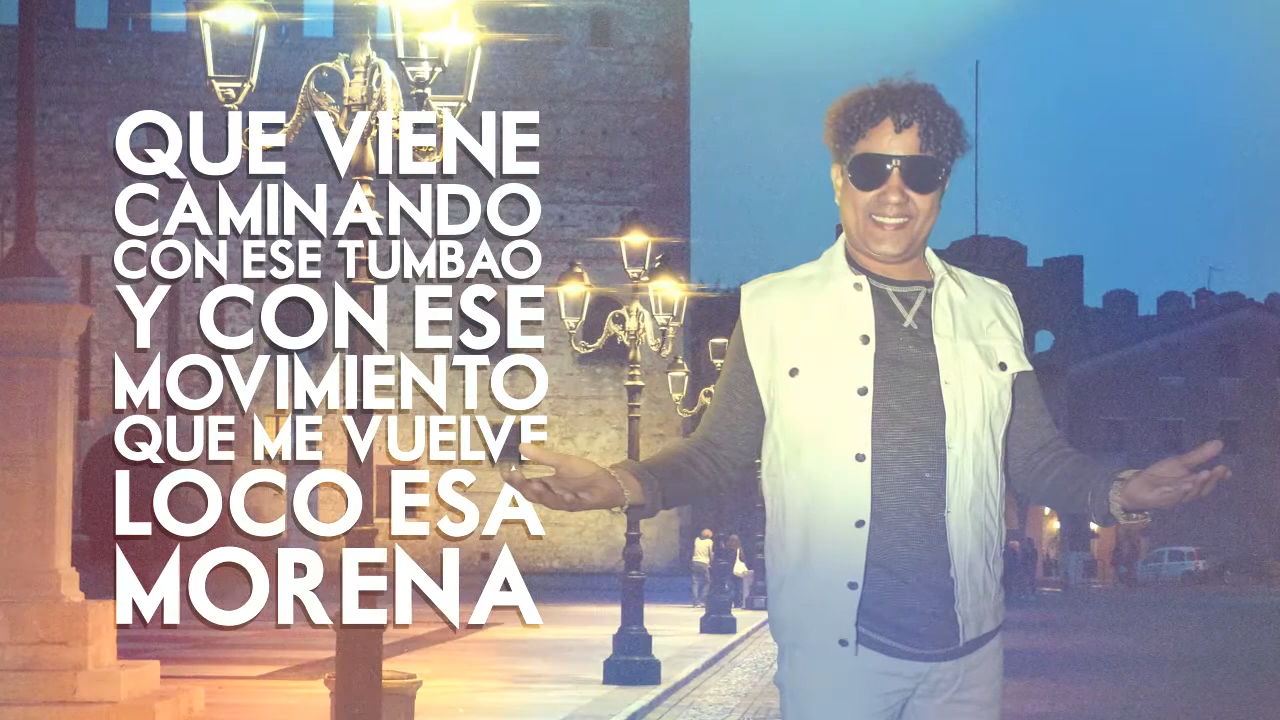 QUE VIENE
CAMINANDO
CON ESE TUMBAO
Y CON ESE
MOVIMIENTO
QUE ME VUELVE
LOCO ESA
MORENA